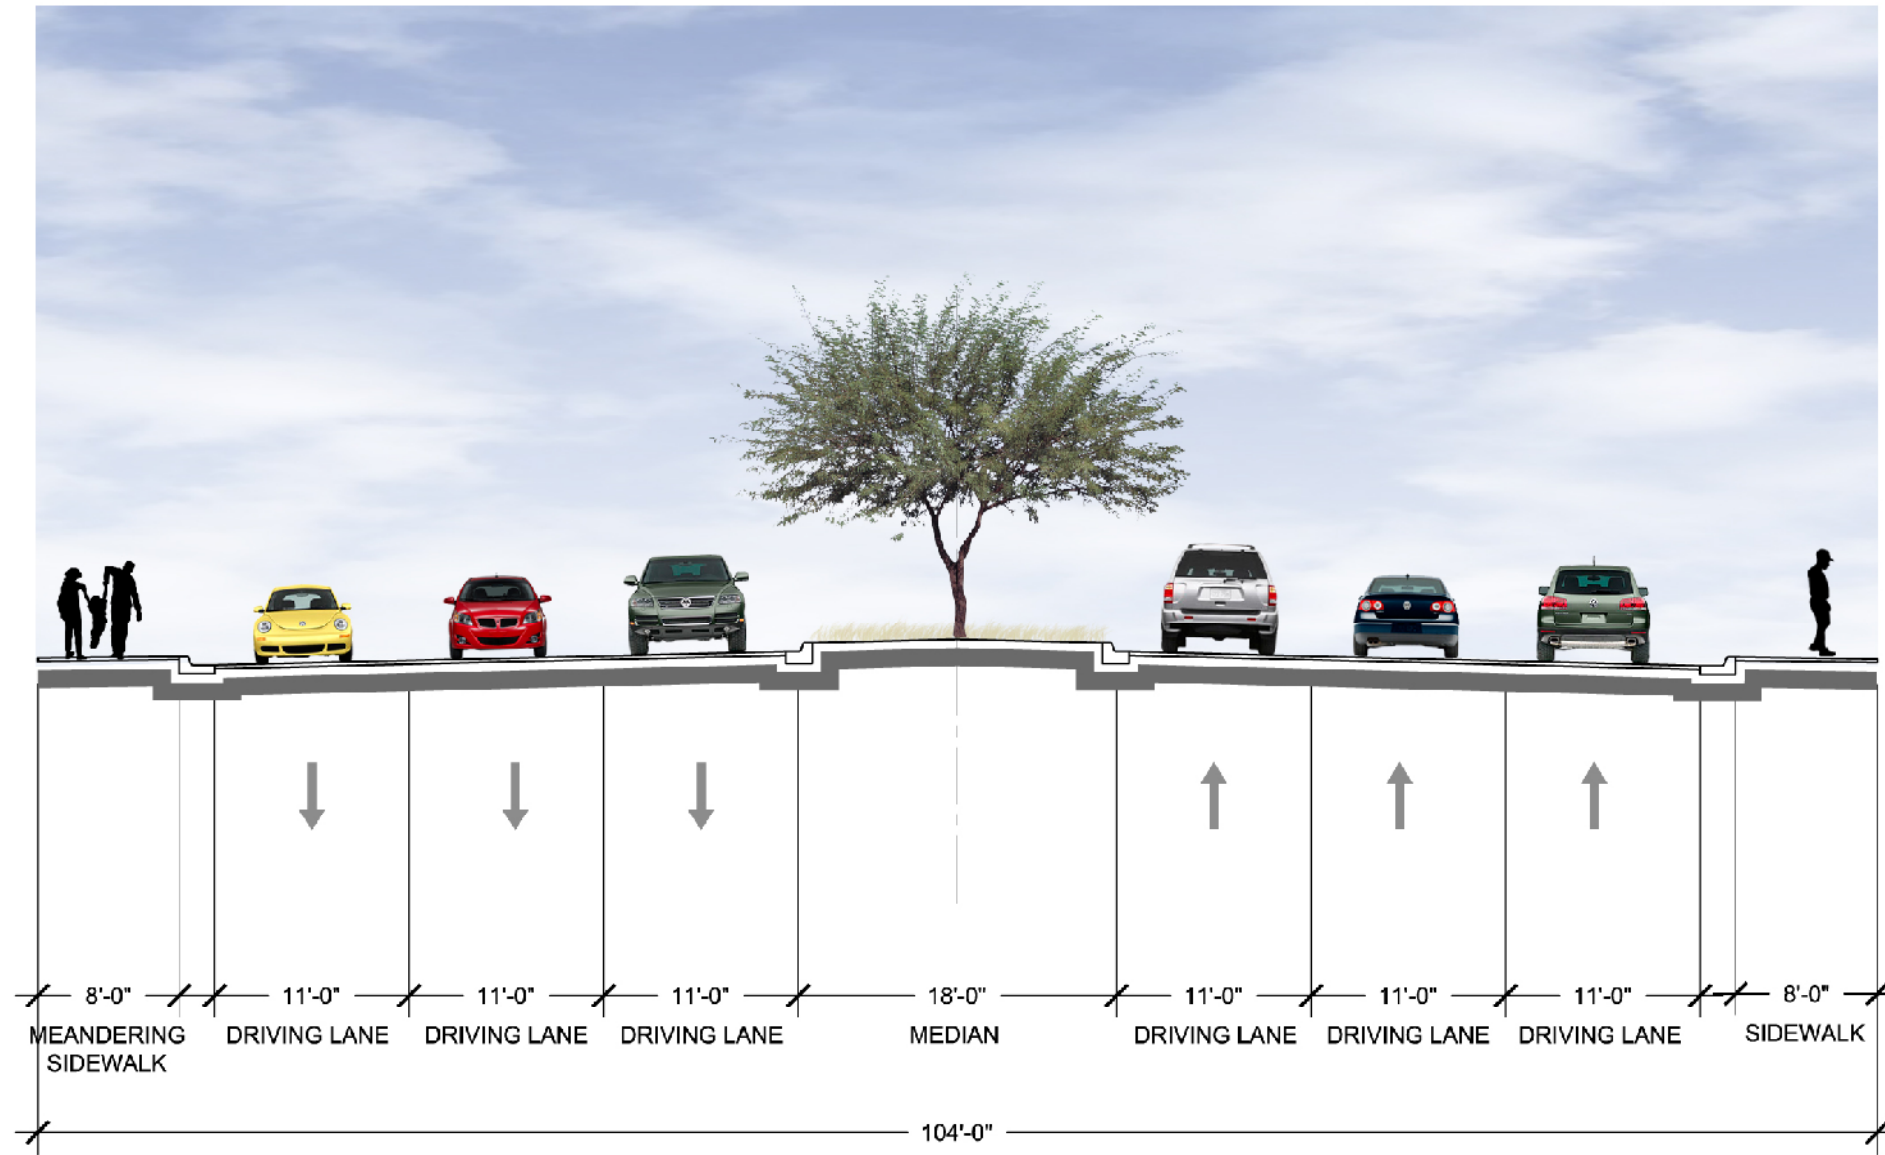 8'-0" 11'-0" 11'-0" 11'-0" 18'-0" 11'-0" 11'-0" 11'-0" 8'-0"
MEANDERING DRIVING LANE DRIVING LANE DRIVING LANE MEDIAN DRIVING LANE DRIVING LANE DRIVING LANE SIDEWALK
SIDEWALK
104'-0"